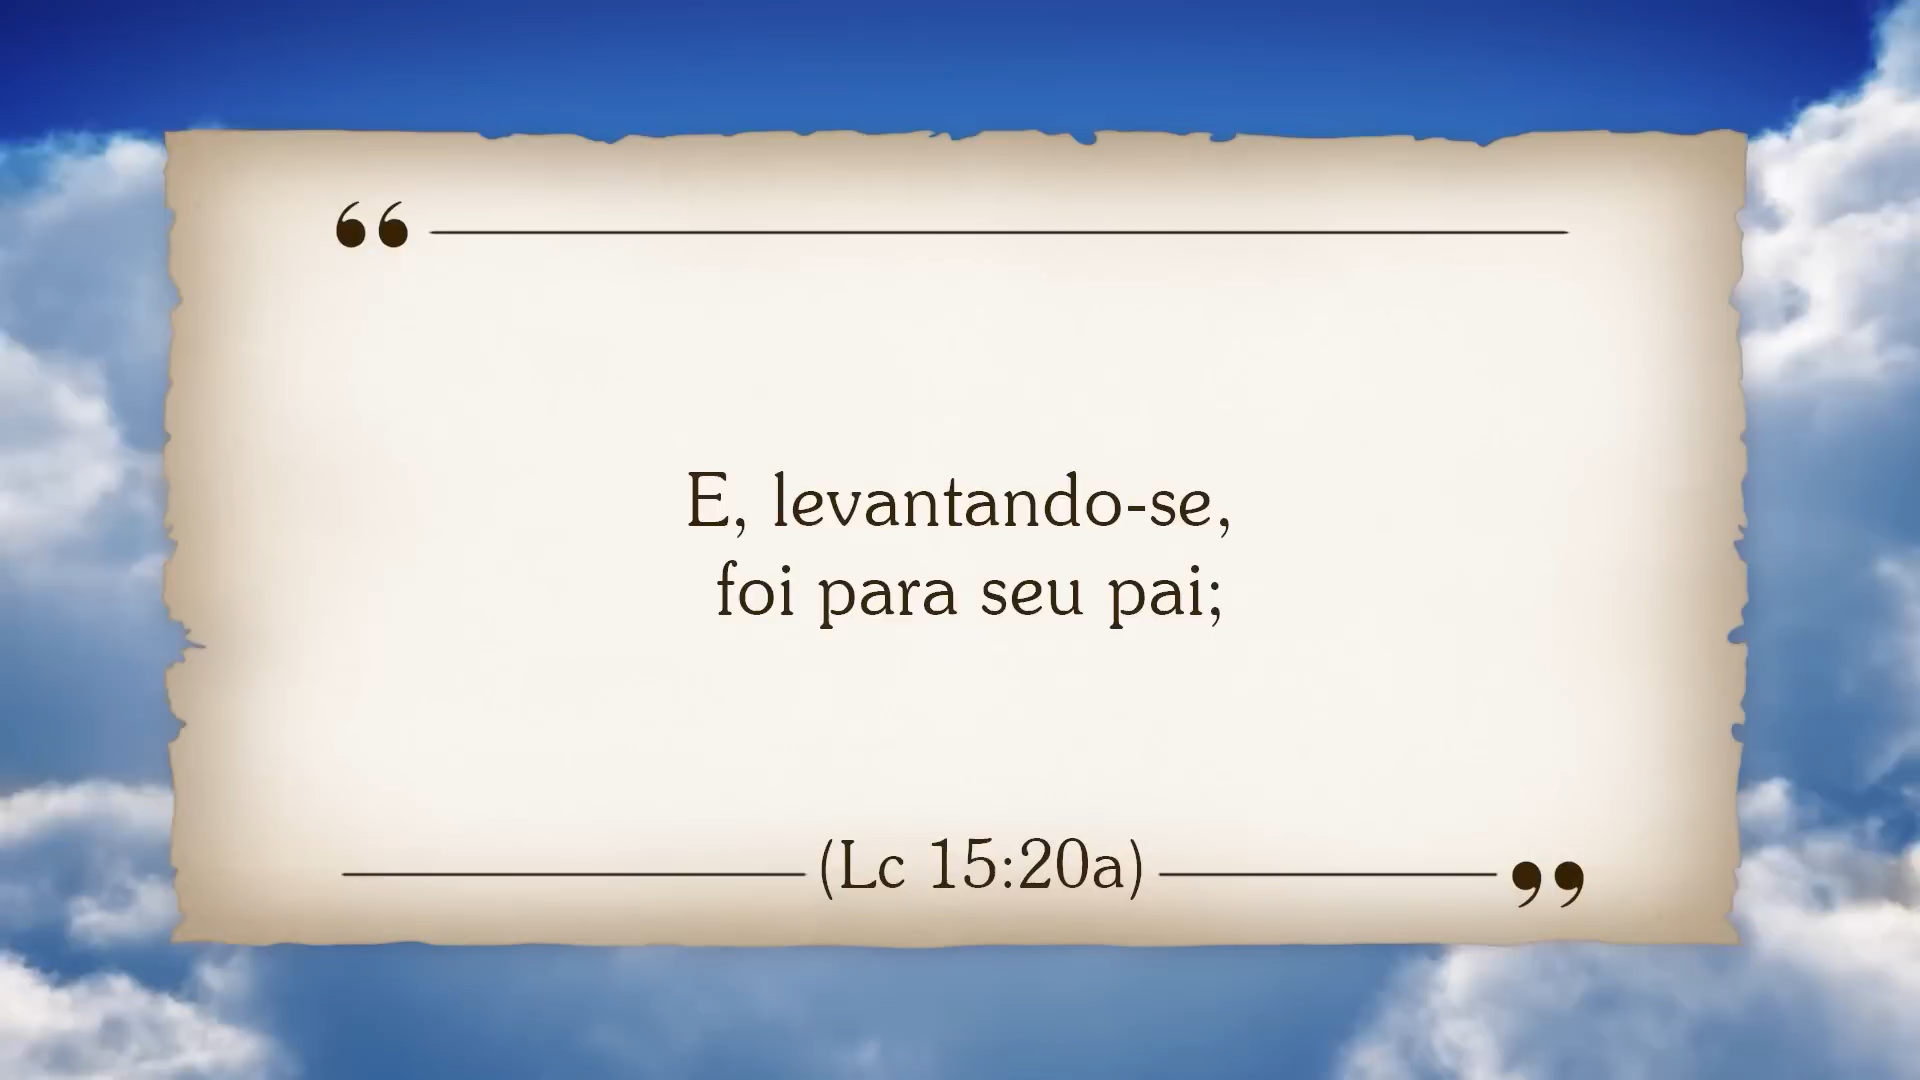 “
E, levantando-se,
foi para seu pai;
(Lc 15:20a)
”